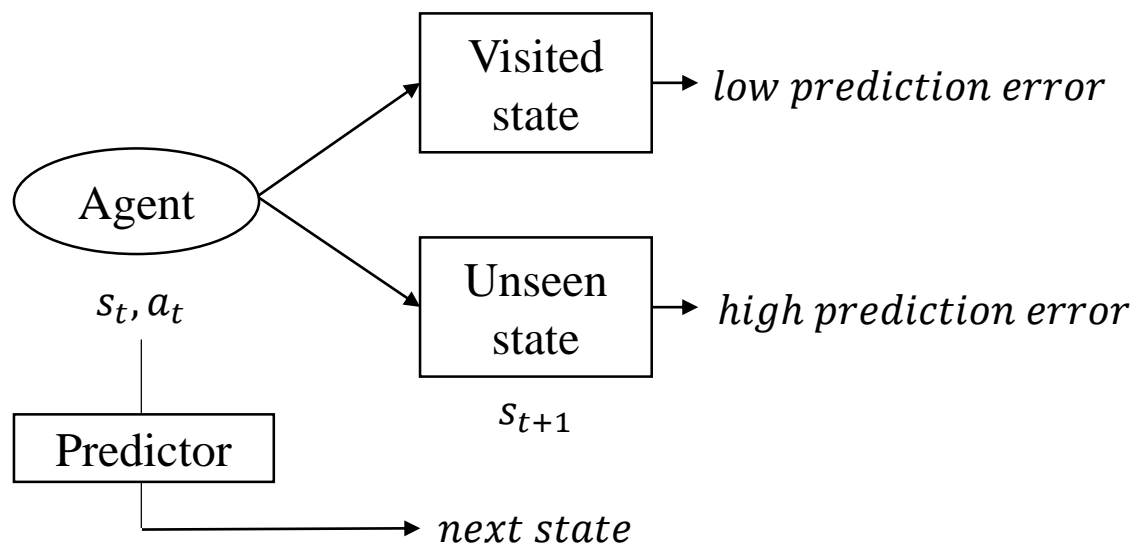 Visited
state
low prediction error
Agent
s_t, a_t
Unseen
state
high prediction error
s_{t+1}
Predictor
next state